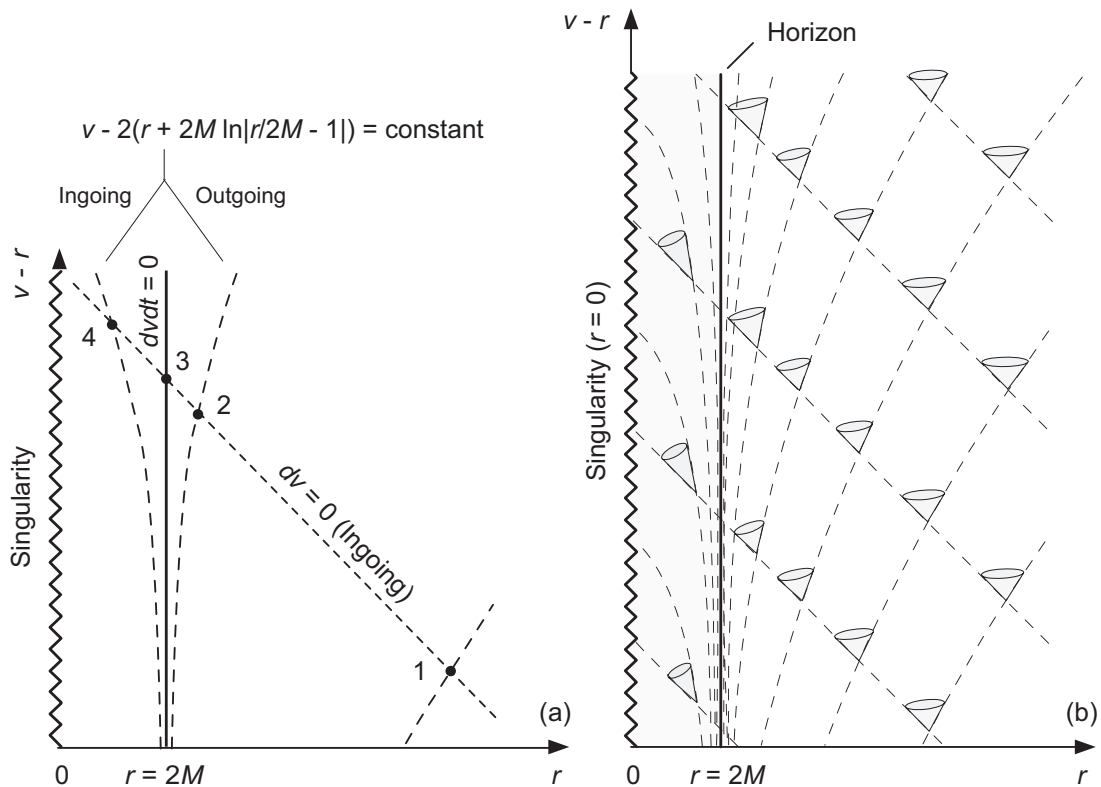 v - 2(r + 2M ln|r/2M - 1|) = constant
Ingoing
Outgoing
v - r
dvdt = 0
4
3
2
dv = 0 (Ingoing)
1
Singularity
(a)
0
r = 2M
r
v - r
Horizon
Singularity (r = 0)
(b)
0
r = 2M
r